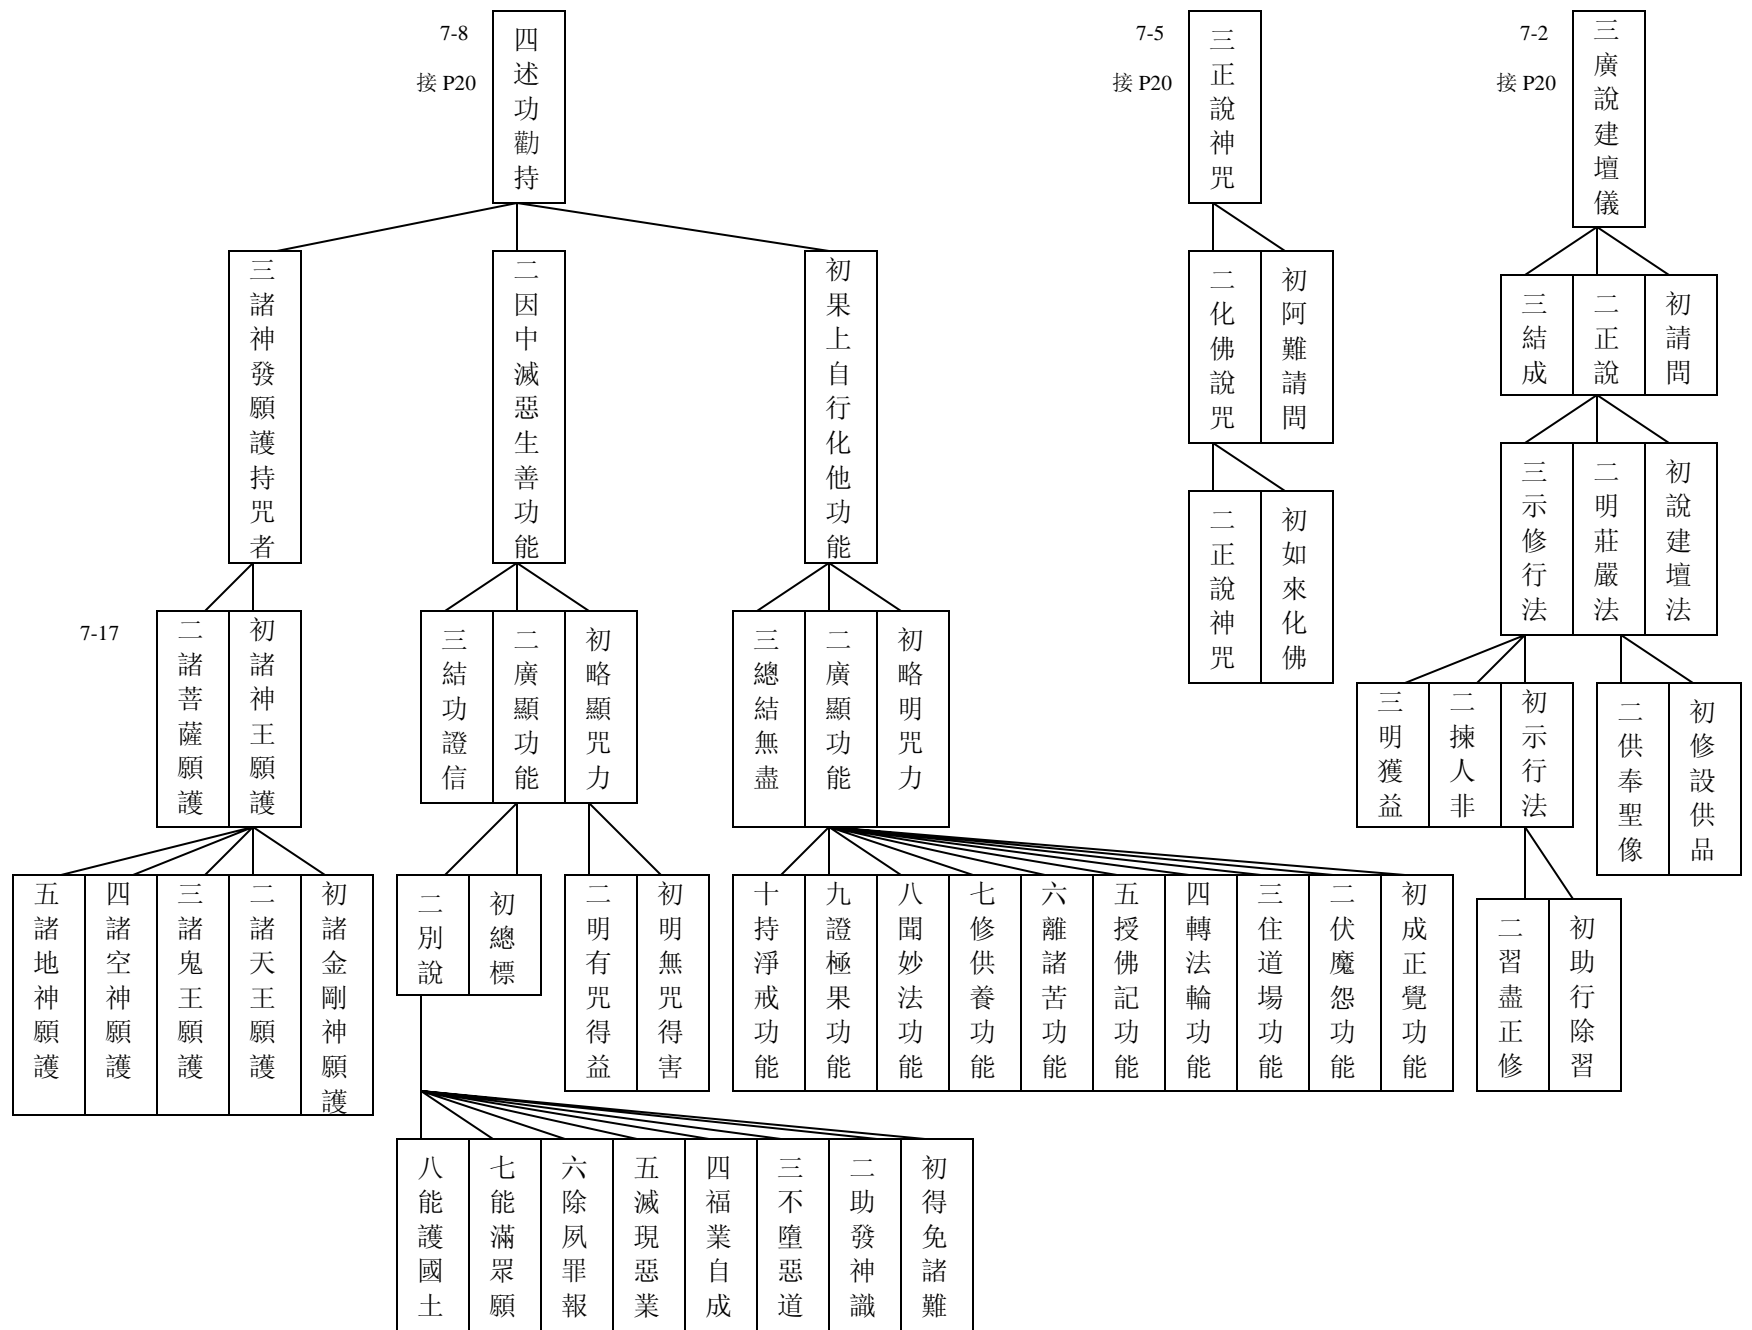 7-2
接 P20
三廣說建壇儀
初請問
二正說
三結成
初說建壇法
二明莊嚴法
三示修行法
初修設供品
二供奉聖像
初示行法
二揀人非
三明獲益
初助行除習
二習盡正修
7-5
接 P20
三正說神咒
初阿難請問
二化佛說咒
初如來化佛
二正說神咒
7-8
接 P20
四述功勸持
初果上自行化他功能
二因中滅惡生善功能
三諸神發願護持咒者
初略明咒力
二廣顯功能
三總結無盡
初成正覺功能
二伏魔怨功能
三住道場功能
四轉法輪功能
五授佛記功能
六離諸苦功能
七修供養功能
八聞妙法功能
九證極果功能
十持淨戒功能
初略顯咒力
二廣顯功能
三結功證信
初明無咒得害
二明有咒得益
初總標
二別說
初得免諸難
二助發神識
三不墮惡道
四福業自成
五滅現惡業
六除夙罪報
七能滿眾願
八能護國土
初諸神王願護
二諸菩薩願護
7-17
初諸金剛神願護
二諸天王願護
三諸鬼王願護
四諸空神願護
五諸地神願護